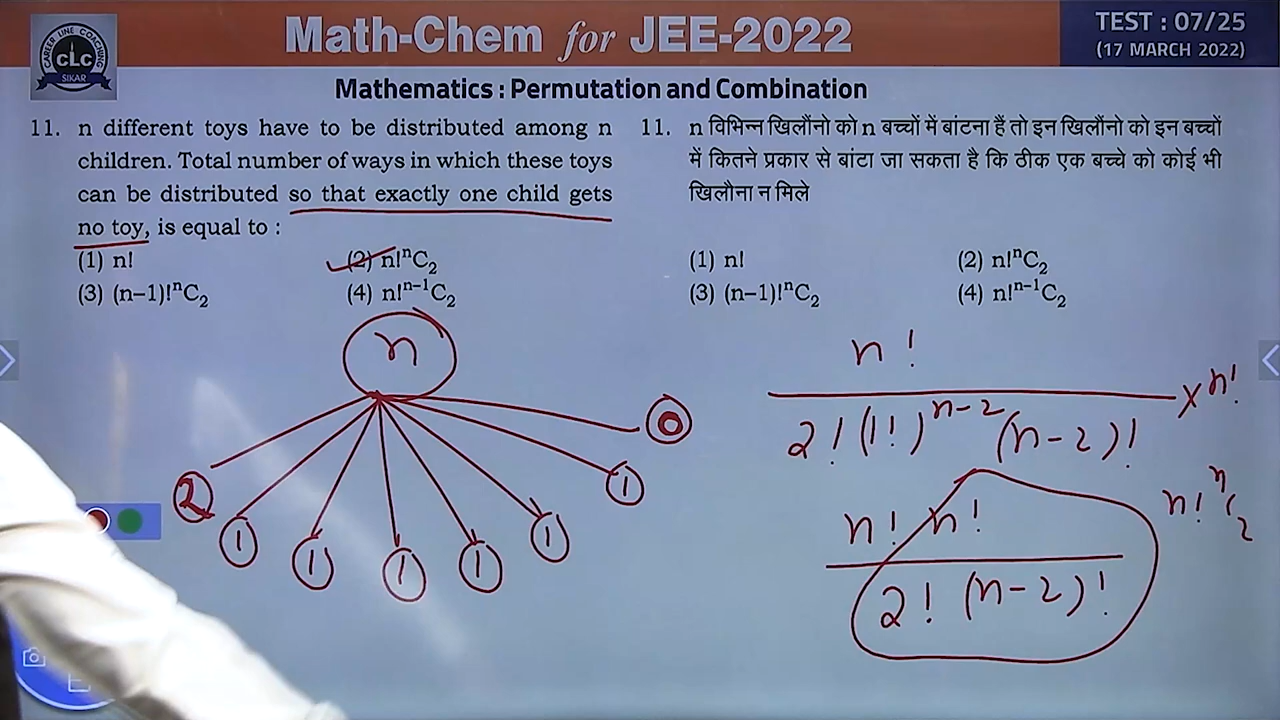 CAREER LINE COACHING
CLC
SIKAR
Math-Chem for JEE-2022
TEST : 07/25
(17 MARCH 2022)
Mathematics : Permutation and Combination
11. n different toys have to be distributed among n
children. Total number of ways in which these toys
can be distributed so that exactly one child gets
no toy, is equal to :
(1) n! (2) n!ⁿC₂
(3) (n–1)!ⁿC₂ (4) n!ⁿ⁻¹C₂
11. n विभिन्न खिलौंनो को n बच्चों में बांटना हैं तो इन खिलौंनो को इन बच्चों
में कितने प्रकार से बांटा जा सकता है कि ठीक एक बच्चे को कोई भी
खिलौना न मिले
(1) n! (2) n!ⁿC₂
(3) (n–1)!ⁿC₂ (4) n!ⁿ⁻¹C₂
n
2 1 1 1 1 1 1 0
n!
2! (1!)ⁿ⁻² (n-2)! × n!
n! n!
2! (n-2)!
n! ⁿC₂